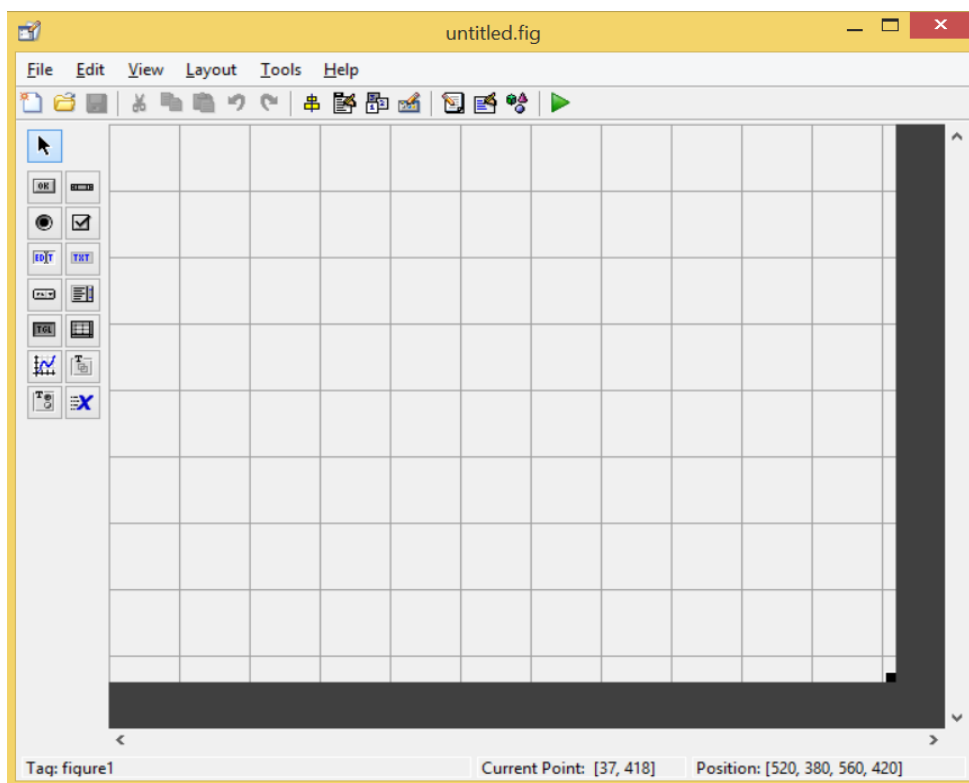 untitled.fig
File Edit View Layout Tools Help
OK
EDIT TXT
TGL
T
T X
Tag: figure1 Current Point: [37, 418] Position: [520, 380, 560, 420]